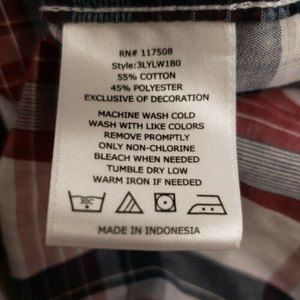 RN# 117508
Style:3LYLW180
55% COTTON
45% POLYESTER
EXCLUSIVE OF DECORATION
MACHINE WASH COLD
WASH WITH LIKE COLORS
REMOVE PROMPTLY
ONLY NON-CHLORINE
BLEACH WHEN NEEDED
TUMBLE DRY LOW
WARM IRON IF NEEDED
MADE IN INDONESIA